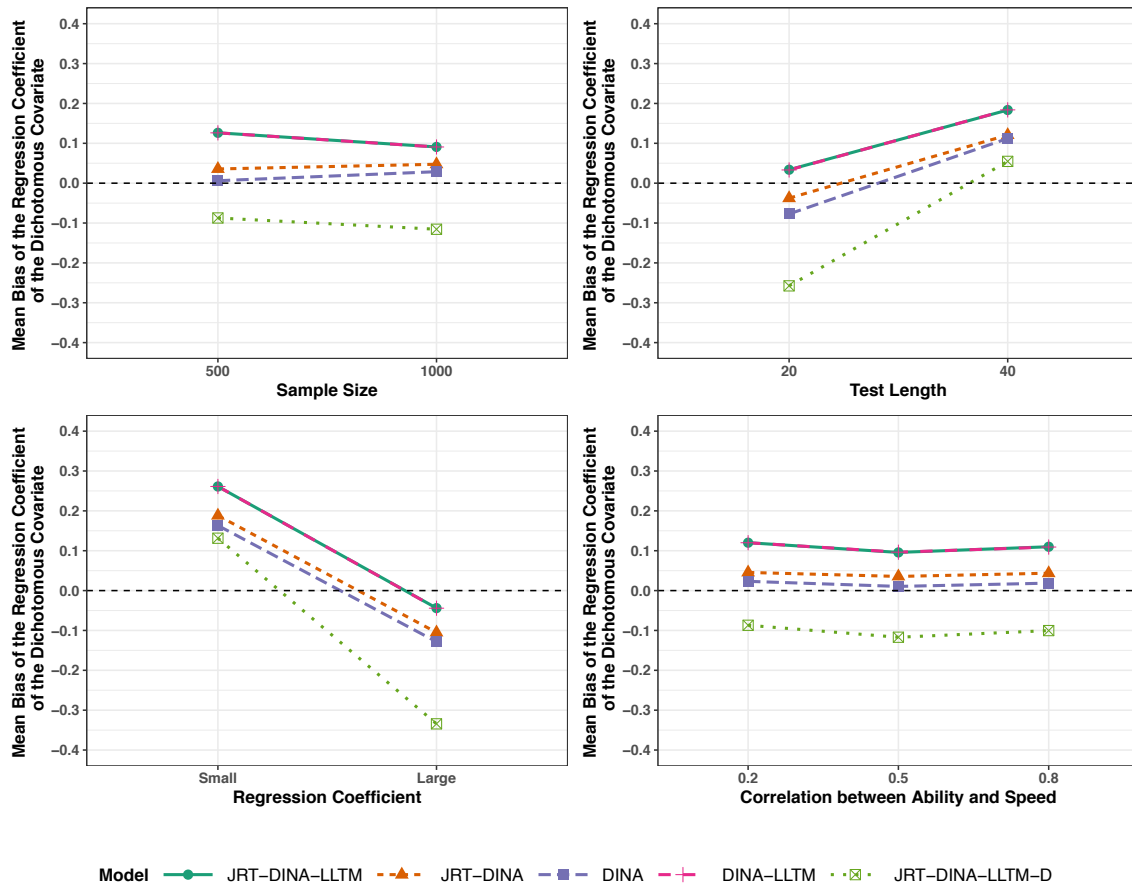 Mean Bias of the Regression Coefficient
of the Dichotomous Covariate
0.4
0.3
0.2
0.1
0.0
−0.1
−0.2
−0.3
−0.4
500
1000
Sample Size
Mean Bias of the Regression Coefficient
of the Dichotomous Covariate
0.4
0.3
0.2
0.1
0.0
−0.1
−0.2
−0.3
−0.4
20
40
Test Length
Mean Bias of the Regression Coefficient
of the Dichotomous Covariate
0.4
0.3
0.2
0.1
0.0
−0.1
−0.2
−0.3
−0.4
Small
Large
Regression Coefficient
Mean Bias of the Regression Coefficient
of the Dichotomous Covariate
0.4
0.3
0.2
0.1
0.0
−0.1
−0.2
−0.3
−0.4
0.2
0.5
0.8
Correlation between Ability and Speed
Model JRT−DINA−LLTM JRT−DINA DINA DINA−LLTM JRT−DINA−LLTM−D